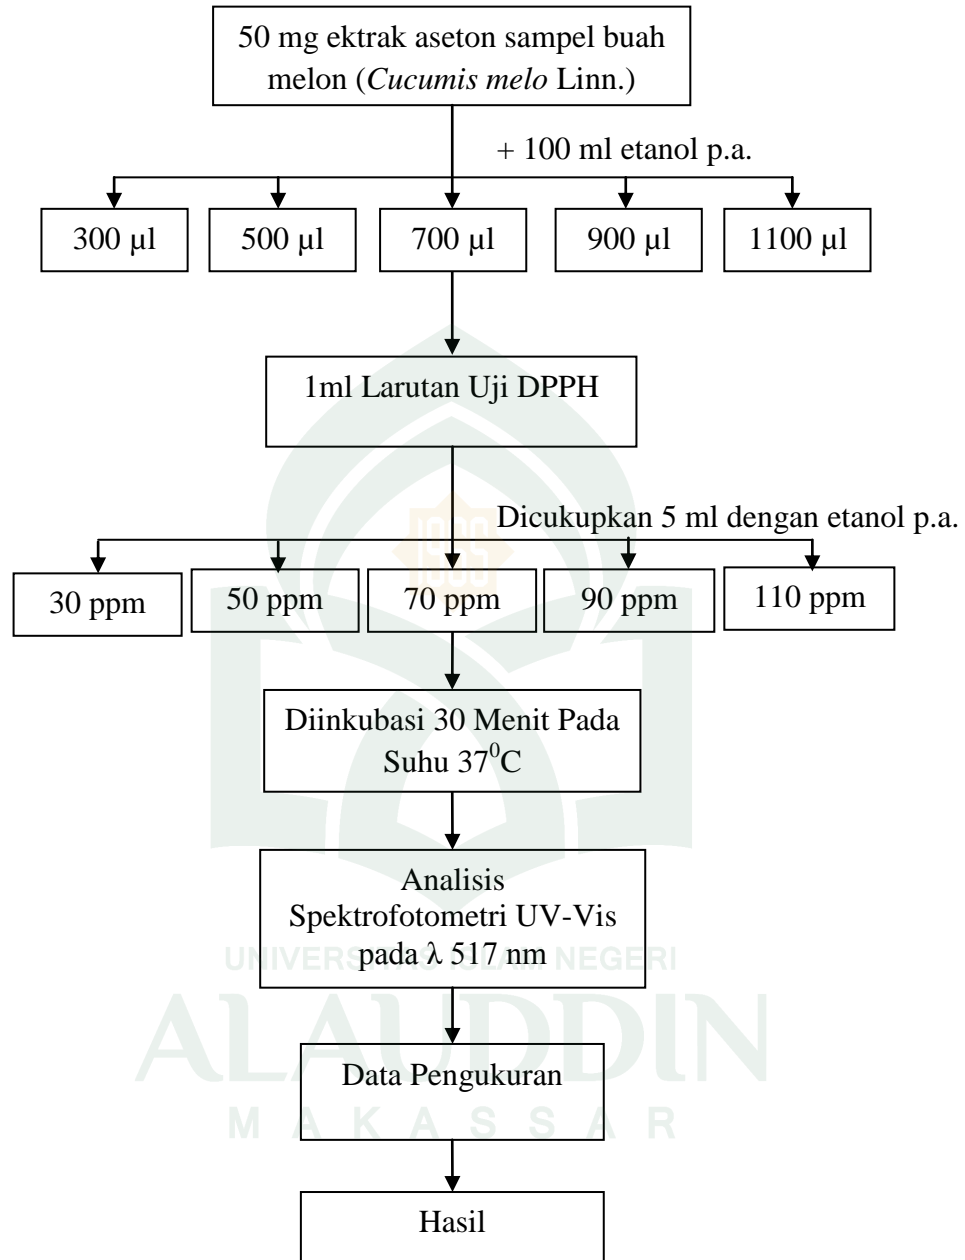 50 mg ektrak aseton sampel buah
melon (Cucumis melo Linn.)
+ 100 ml etanol p.a.
300 µl
500 µl
700 µl
900 µl
1100 µl
1ml Larutan Uji DPPH
1965
Dicukupkan 5 ml dengan etanol p.a.
30 ppm
50 ppm
70 ppm
90 ppm
110 ppm
Diinkubasi 30 Menit Pada
Suhu 37⁰C
Analisis
Spektrofotometri UV-Vis
pada λ 517 nm
UNIVERSITAS ISLAM NEGERI
ALAUDDIN
MAKASSAR
Data Pengukuran
Hasil